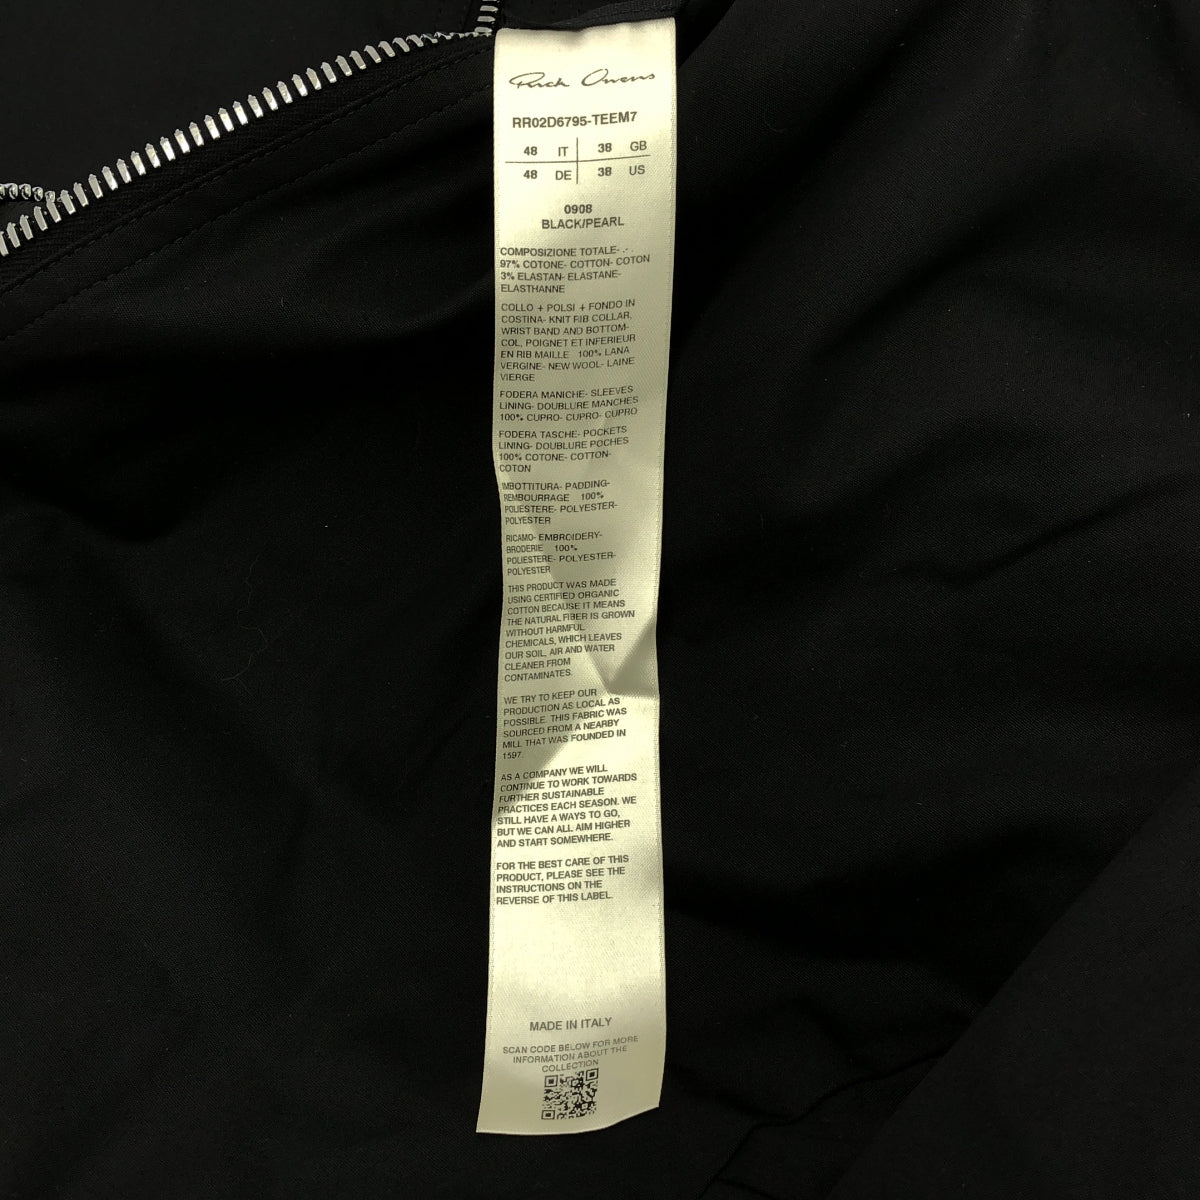 Rick Owens
RR02D6795-TEEM7
48 IT 38 GB
48 DE 38 US
0908
BLACK/PEARL
COMPOSIZIONE TOTALE- .- .
97% COTONE- COTTON- COTON
3% ELASTAN- ELASTANE-
ELASTHANNE
COLLO + POLSI + FONDO IN
COSTINA- KNIT RIB COLLAR,
WRIST BAND AND BOTTOM-
COL, POIGNET ET INFERIEUR
EN RIB MAILLE 100% LANA
VERGINE- NEW WOOL- LAINE
VIERGE
FODERA MANICHE- SLEEVES
LINING- DOUBLURE MANCHES
100% CUPRO- CUPRO- CUPRO
FODERA TASCHE- POCKETS
LINING- DOUBLURE POCHES
100% COTONE- COTTON-
COTON
IMBOTTITURA- PADDING-
REMBOURRAGE 100%
POLIESTERE- POLYESTER-
POLYESTER
RICAMO- EMBROIDERY-
BRODERIE 100%
POLIESTERE- POLYESTER-
POLYESTER
THIS PRODUCT WAS MADE
USING CERTIFIED ORGANIC
COTTON BECAUSE IT MEANS
THE NATURAL FIBER IS GROWN
WITHOUT HARMFUL
CHEMICALS, WHICH LEAVES
OUR SOIL, AIR AND WATER
CLEANER FROM
CONTAMINATES.
WE TRY TO KEEP OUR
PRODUCTION AS LOCAL AS
POSSIBLE. THIS FABRIC WAS
SOURCED FROM A NEARBY
MILL THAT WAS FOUNDED IN
1597.
AS A COMPANY WE WILL
CONTINUE TO WORK TOWARDS
FURTHER SUSTAINABLE
PRACTICES EACH SEASON. WE
STILL HAVE A WAYS TO GO,
BUT WE CAN ALL AIM HIGHER
AND START SOMEWHERE.
FOR THE BEST CARE OF THIS
PRODUCT, PLEASE SEE THE
INSTRUCTIONS ON THE
REVERSE OF THIS LABEL.
MADE IN ITALY
SCAN CODE BELOW FOR MORE
INFORMATION ABOUT THE
COLLECTION